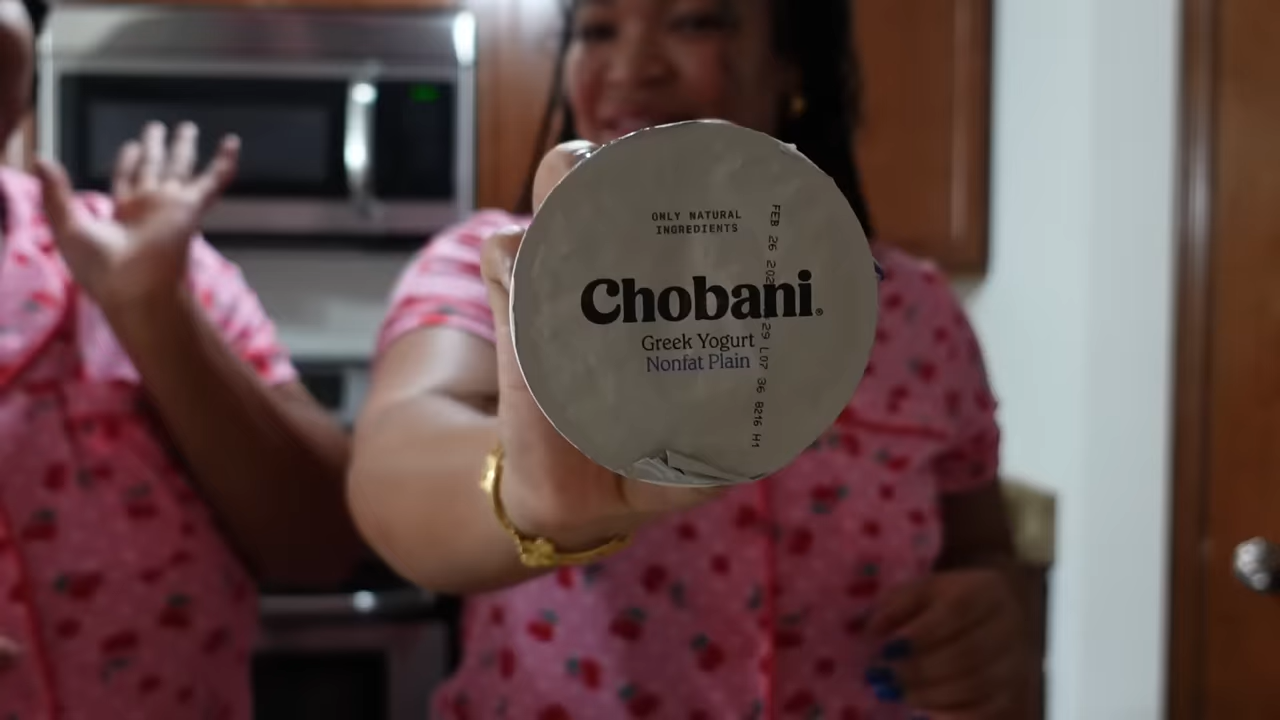 ONLY NATURAL
INGREDIENTS
Chobani®
Greek Yogurt
Nonfat Plain
FEB 26 202 29 L07 36 8216 H1